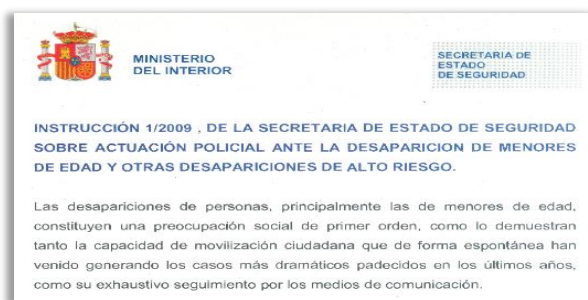 MINISTERIO
DEL INTERIOR
SECRETARIA DE
ESTADO
DE SEGURIDAD
INSTRUCCIÓN 1/2009 , DE LA SECRETARIA DE ESTADO DE SEGURIDAD
SOBRE ACTUACIÓN POLICIAL ANTE LA DESAPARICION DE MENORES
DE EDAD Y OTRAS DESAPARICIONES DE ALTO RIESGO.
Las desapariciones de personas, principalmente las de menores de edad,
constituyen una preocupación social de primer orden, como lo demuestran
tanto la capacidad de movilización ciudadana que de forma espontánea han
venido generando los casos más dramáticos padecidos en los últimos años,
como su exhaustivo seguimiento por los medios de comunicación.